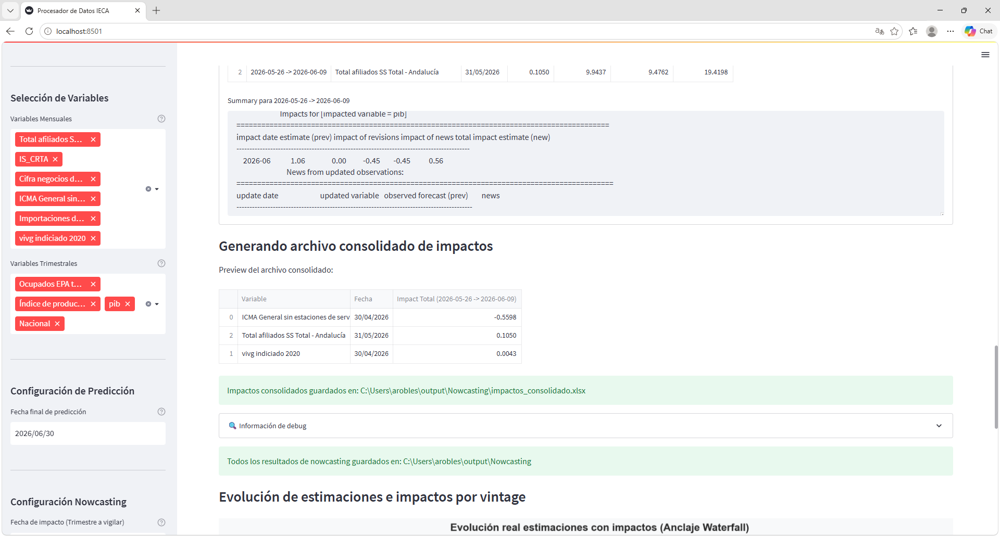 Procesador de Datos IECA
localhost:8501
Chat
Selección de Variables
Variables Mensuales
Total afiliados S...
IS_CRTA
Cifra negocios d...
ICMA General sin...
Importaciones d...
vivg indiciado 2020
Variables Trimestrales
Ocupados EPA t...
Índice de produc...
pib
Nacional
Configuración de Predicción
Fecha final de predicción
2026/06/30
Configuración Nowcasting
Fecha de impacto (Trimestre a vigilar)
2 2026-05-26 -> 2026-06-09 Total afiliados SS Total - Andalucía 31/05/2026 0.1050 9.9437 9.4762 19.4198
Summary para 2026-05-26 -> 2026-06-09
Impacts for [impacted variable = pib]
impact date estimate (prev) impact of revisions impact of news total impact estimate (new)
2026-06 1.06 0.00 -0.45 -0.45 0.56
News from updated observations:
update date updated variable observed forecast (prev) news
Generando archivo consolidado de impactos
Preview del archivo consolidado:
Variable Fecha Impact Total (2026-05-26 -> 2026-06-09)
0 ICMA General sin estaciones de serv 30/04/2026 -0.5598
2 Total afiliados SS Total - Andalucía 31/05/2026 0.1050
1 vivg indiciado 2020 30/04/2026 0.0043
Impactos consolidados guardados en: C:\Users\arobles\output\Nowcasting\impactos_consolidado.xlsx
Información de debug
Todos los resultados de nowcasting guardados en: C:\Users\arobles\output\Nowcasting
Evolución de estimaciones e impactos por vintage
Evolución real estimaciones con impactos (Anclaje Waterfall)